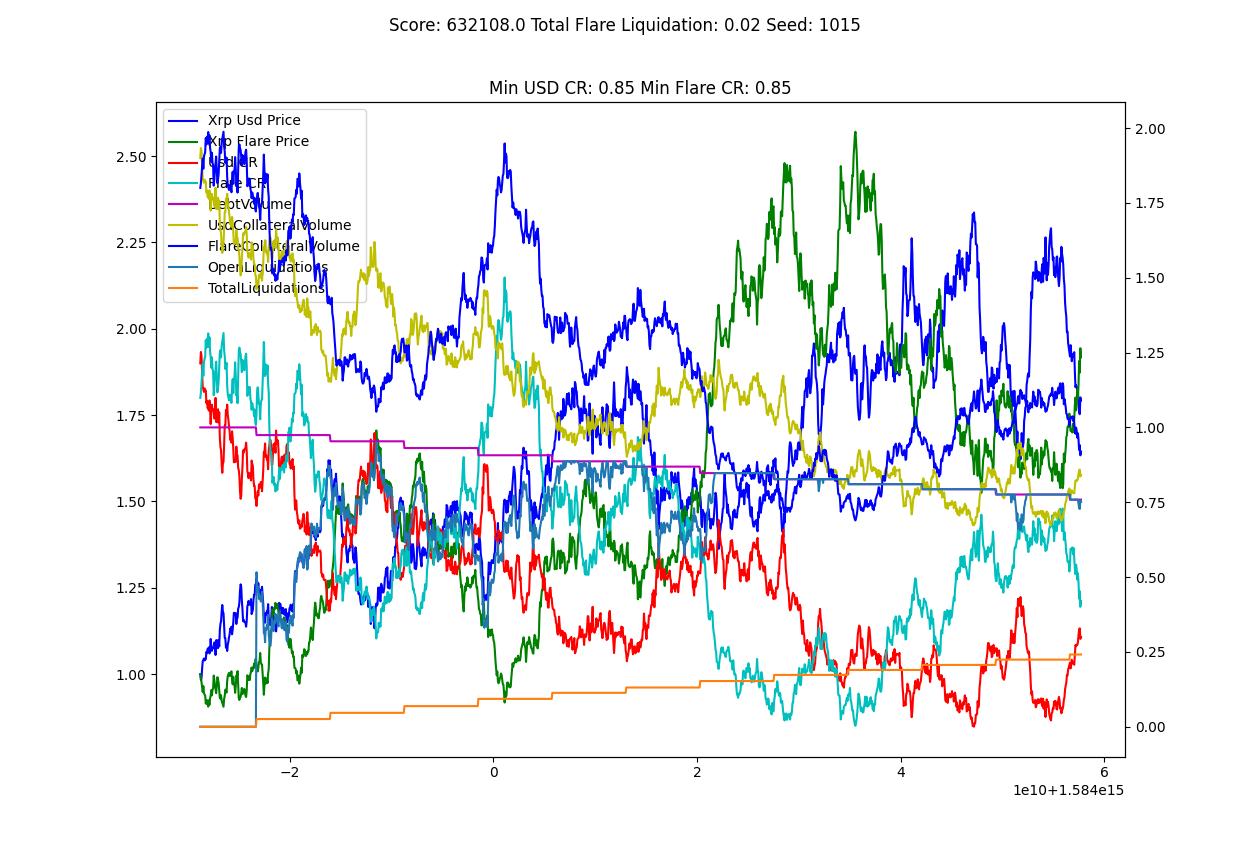 Score: 632108.0 Total Flare Liquidation: 0.02 Seed: 1015
Min USD CR: 0.85 Min Flare CR: 0.85
Xrp Usd Price
Xrp Flare Price
Usd CR
Flare CR
DebtVolume
UsdCollateralVolume
FlareCollateralVolume
OpenLiquidations
TotalLiquidations
2.50
2.25
2.00
1.75
1.50
1.25
1.00
2.00
1.75
1.50
1.25
1.00
0.75
0.50
0.25
0.00
−2 0 2 4 6
1e10+1.584e15